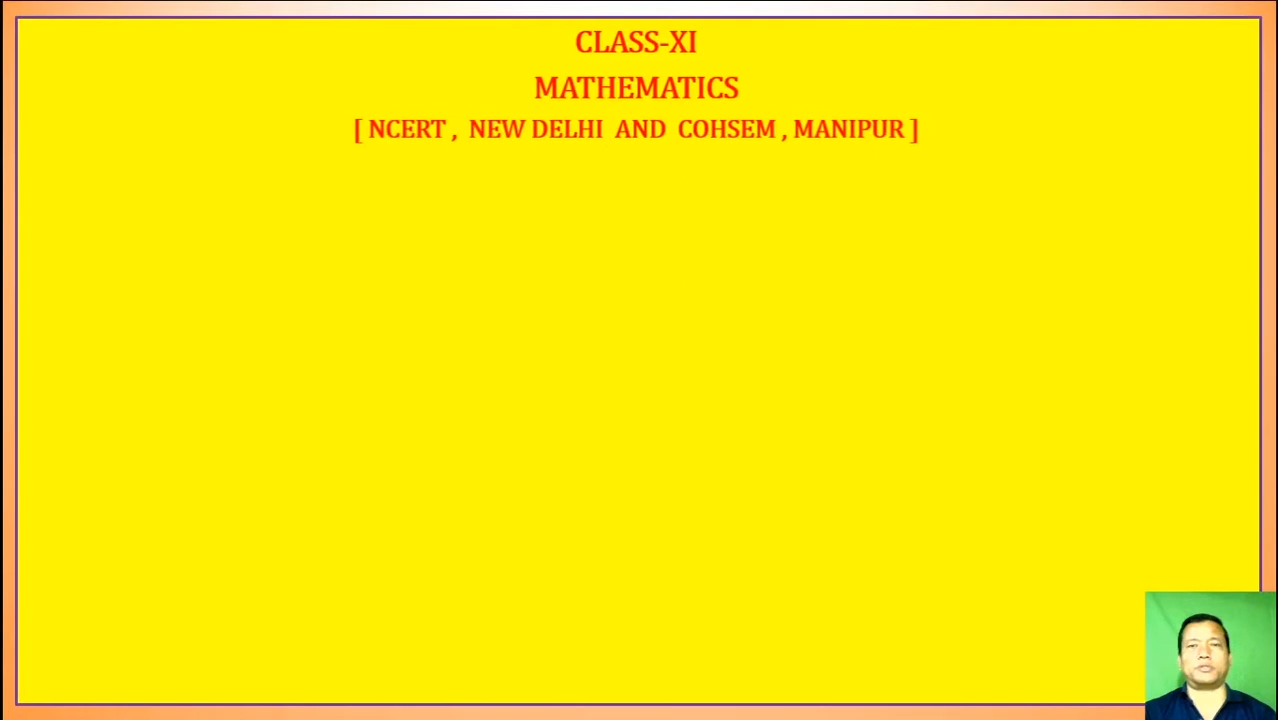 CLASS-XI
MATHEMATICS
[ NCERT , NEW DELHI AND COHSEM , MANIPUR ]